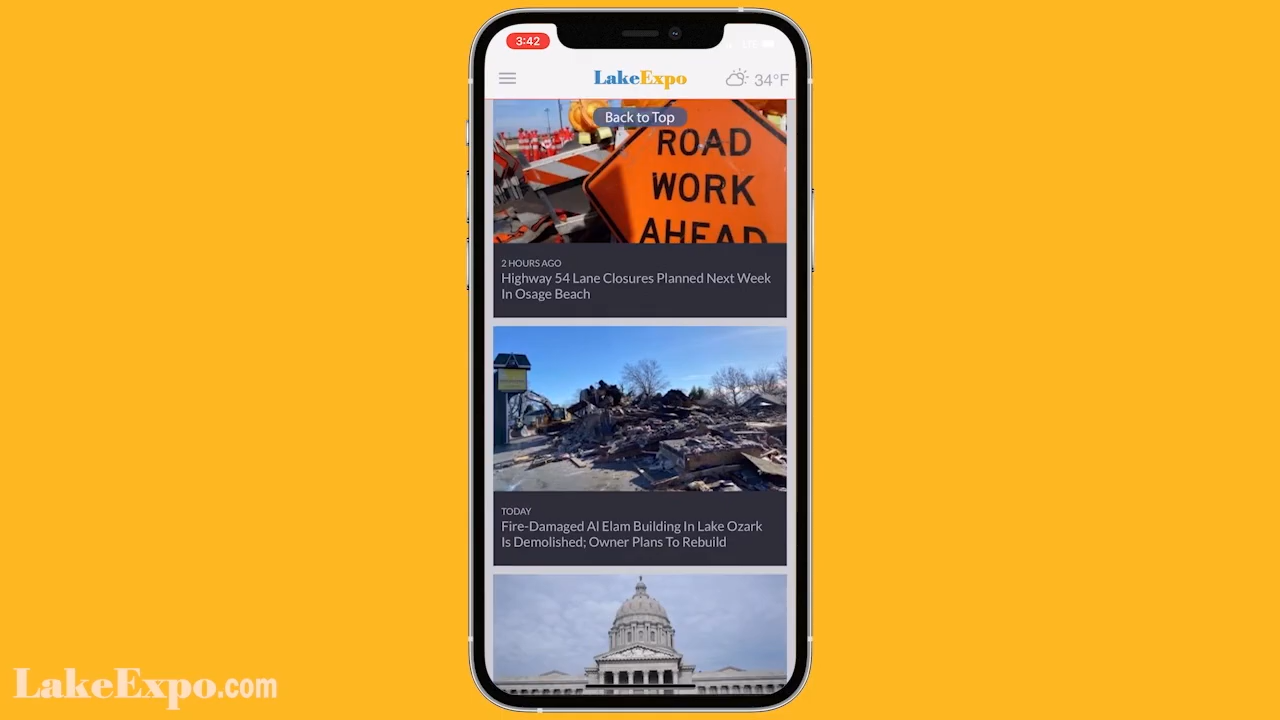 3:42
LakeExpo
34°F
Back to Top
ROAD
WORK
AHEAD
2 HOURS AGO
Highway 54 Lane Closures Planned Next Week
In Osage Beach
TODAY
Fire-Damaged Al Elam Building In Lake Ozark
Is Demolished; Owner Plans To Rebuild
LakeExpo.com